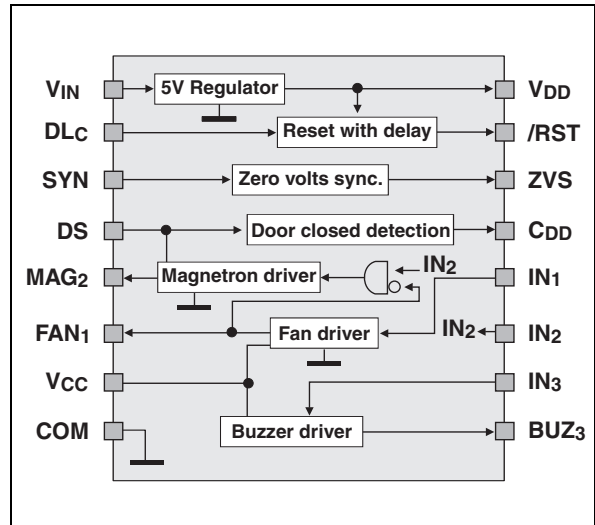 VIN 5V Regulator VDD
DLC Reset with delay /RST
SYN Zero volts sync. ZVS
DS Door closed detection CDD
MAG2 Magnetron driver IN2 IN1
FAN1 Fan driver IN2 IN2
VCC IN3
COM Buzzer driver BUZ3